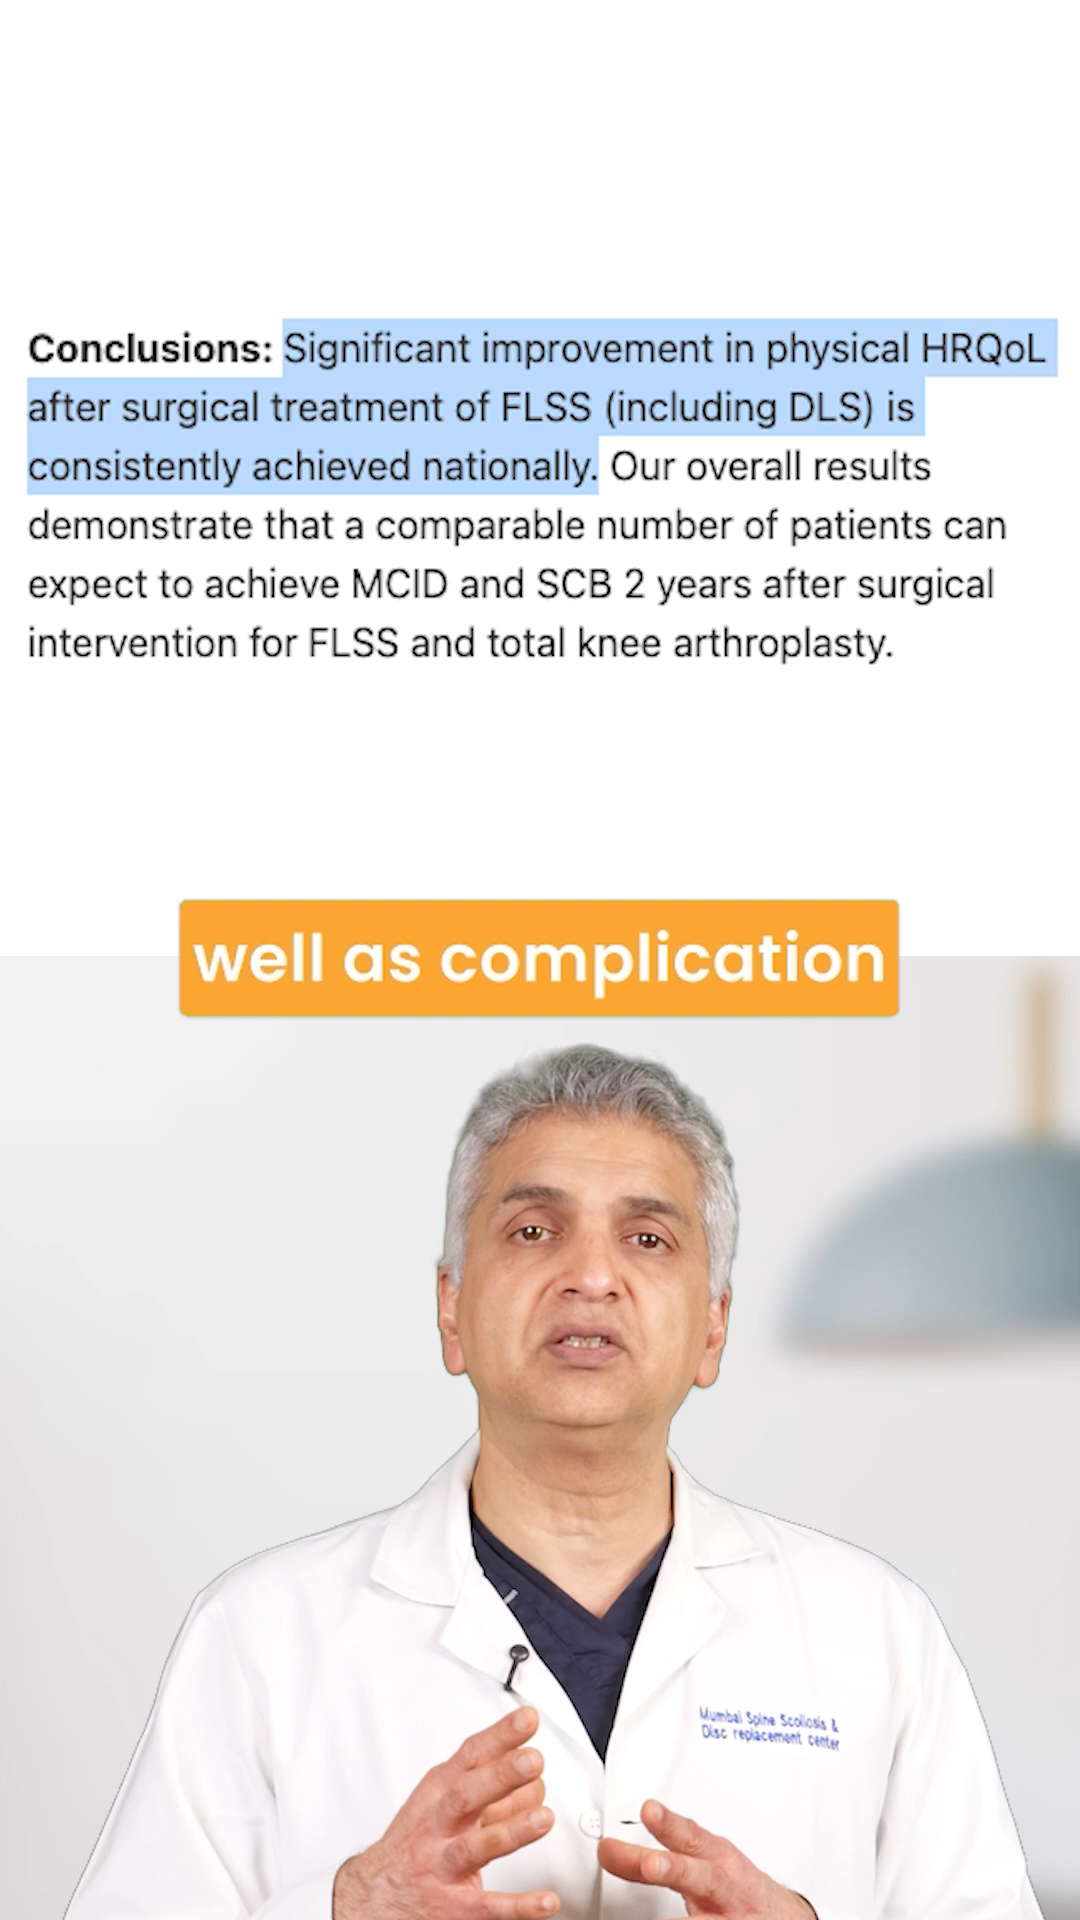 Conclusions: Significant improvement in physical HRQoL
after surgical treatment of FLSS (including DLS) is
consistently achieved nationally. Our overall results
demonstrate that a comparable number of patients can
expect to achieve MCID and SCB 2 years after surgical
intervention for FLSS and total knee arthroplasty.
well as complication
Mumbai Spine Scoliosis &
Disc replacement center